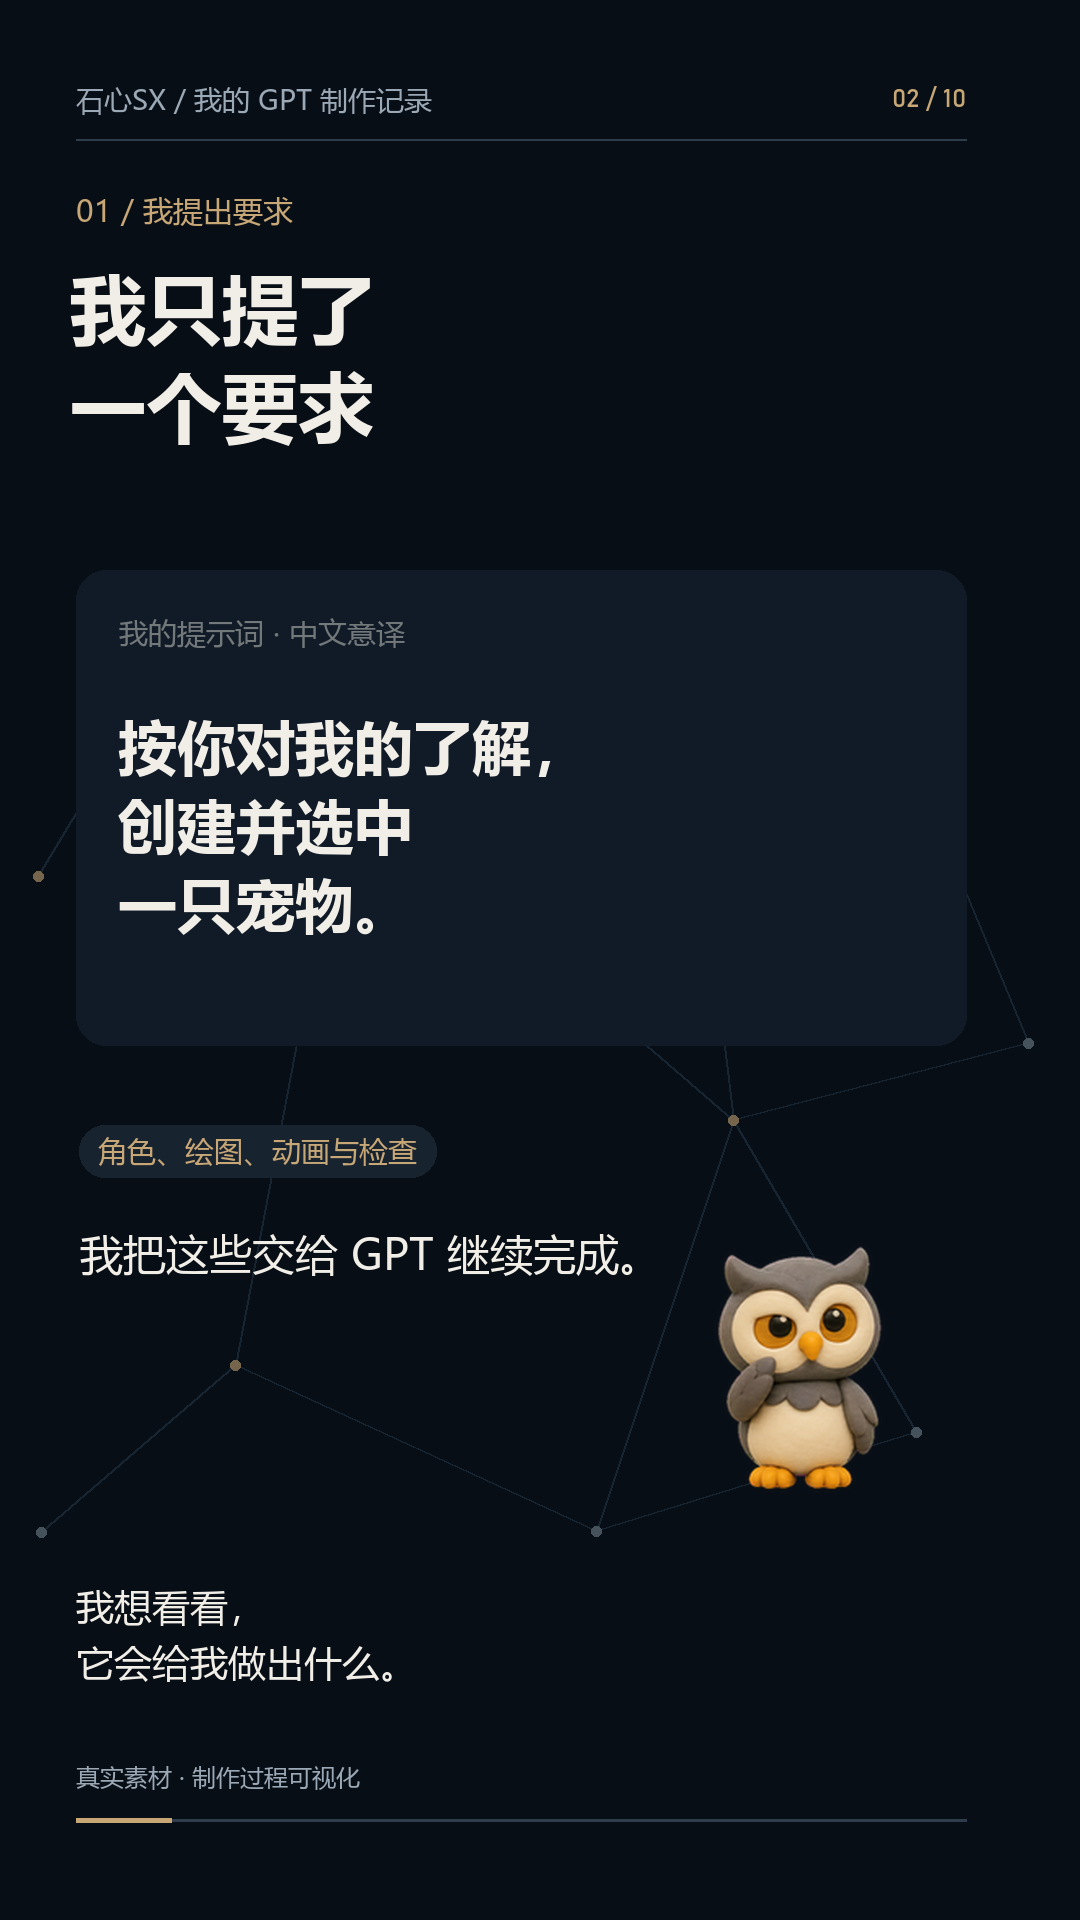 石心SX / 我的 GPT 制作记录
02 / 10
01 / 我提出要求
我只提了
一个要求
我的提示词 · 中文意译
按你对我的了解，
创建并选中
一只宠物。
角色、绘图、动画与检查
我把这些交给 GPT 继续完成。
我想看看，
它会给我做出什么。
真实素材 · 制作过程可视化